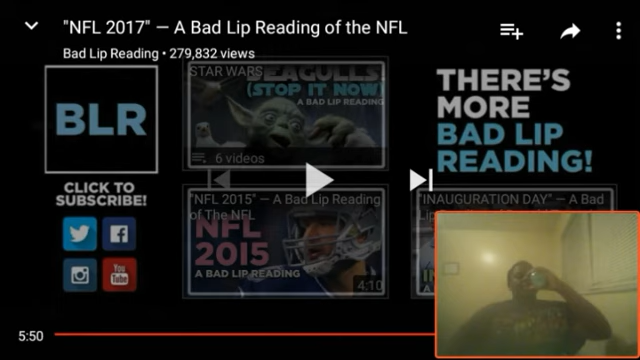 "NFL 2017" — A Bad Lip Reading of the NFL
Bad Lip Reading • 279,832 views
BLR
CLICK TO
SUBSCRIBE!
You
Tube
STAR WARS
SEAGULLS!
(STOP IT NOW)
A BAD LIP READING
6 videos
THERE'S
MORE
BAD LIP
READING!
"NFL 2015" — A Bad Lip Reading
of The NFL
NFL
2015
A BAD LIP READING
4:10
"INAUGURATION DAY" — A Bad
5:50